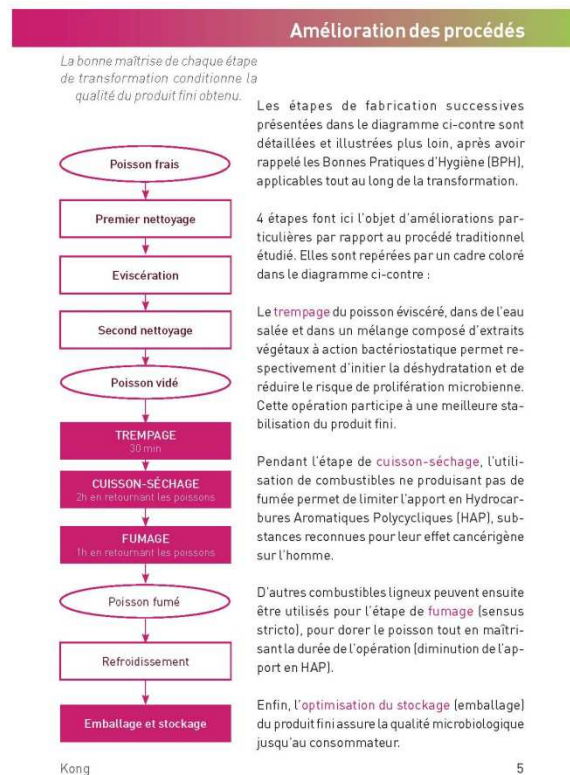 Amélioration des procédés
La bonne maîtrise de chaque étape
de transformation conditionne la
qualité du produit fini obtenu.
Poisson frais
Premier nettoyage
Eviscération
Second nettoyage
Poisson vidé
TREMPAGE
30 min
CUISSON-SÉCHAGE
2h en retournant les poissons
FUMAGE
1h en retournant les poissons
Poisson fumé
Refroidissement
Emballage et stockage
Les étapes de fabrication successives
présentées dans le diagramme ci-contre sont
détaillées et illustrées plus loin, après avoir
rappelé les Bonnes Pratiques d'Hygiène (BPH),
applicables tout au long de la transformation.
4 étapes font ici l'objet d'améliorations par-
ticulières par rapport au procédé traditionnel
étudié. Elles sont repérées par un cadre coloré
dans le diagramme ci-contre :
Le trempage du poisson éviscéré, dans de l'eau
salée et dans un mélange composé d'extraits
végétaux à action bactériostatique permet re-
spectivement d'initier la déshydratation et de
réduire le risque de prolifération microbienne.
Cette opération participe à une meilleure sta-
bilisation du produit fini.
Pendant l'étape de cuisson-séchage, l'utili-
sation de combustibles ne produisant pas de
fumée permet de limiter l'apport en Hydrocar-
bures Aromatiques Polycycliques (HAP), sub-
stances reconnues pour leur effet cancérigène
sur l'homme.
D'autres combustibles ligneux peuvent ensuite
être utilisés pour l'étape de fumage (sensus
stricto), pour dorer le poisson tout en maîtri-
sant la durée de l'opération (diminution de l'ap-
port en HAP).
Enfin, l'optimisation du stockage (emballage)
du produit fini assure la qualité microbiologique
jusqu'au consommateur.
Kong
5